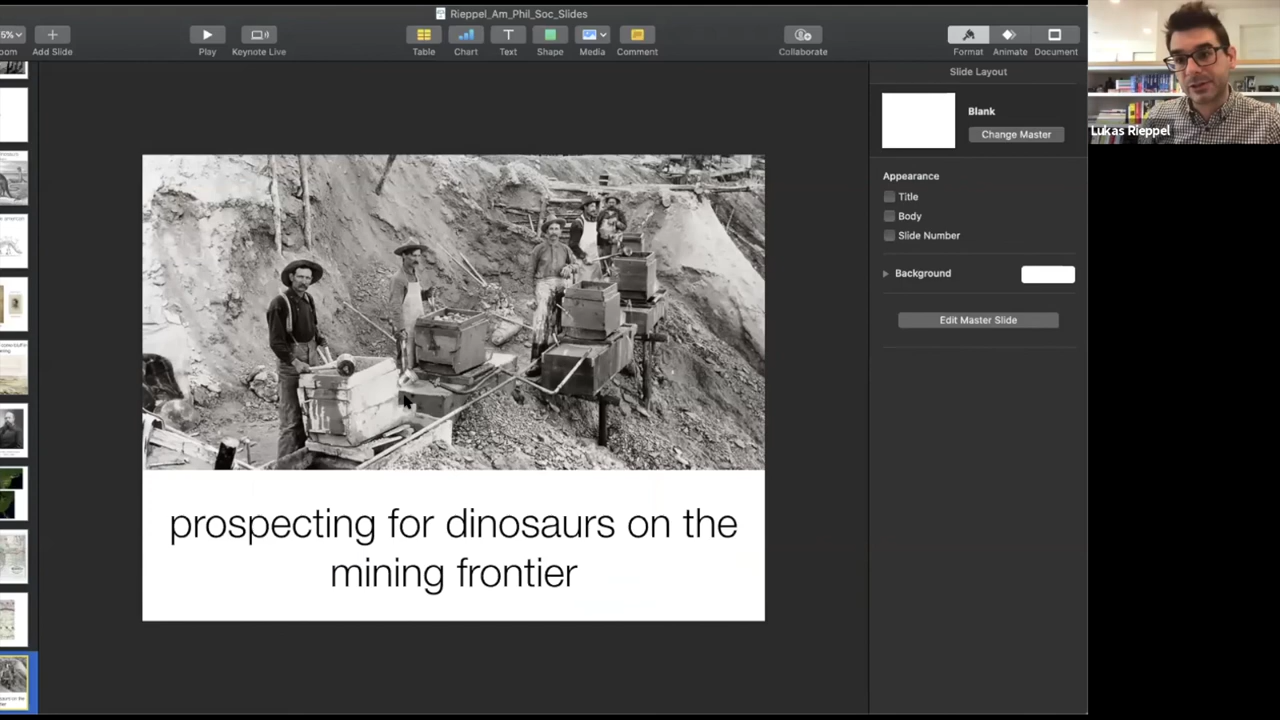 Rieppel_Am_Phil_Soc_Slides
5%
Add Slide
Play
Keynote Live
Table
Chart
Text
Shape
Media
Comment
Collaborate
Format
Animate
Document
Slide Layout
Blank
Change Master
Appearance
Title
Body
Slide Number
Background
Edit Master Slide
Lukas Rieppel
prospecting for dinosaurs on the
mining frontier